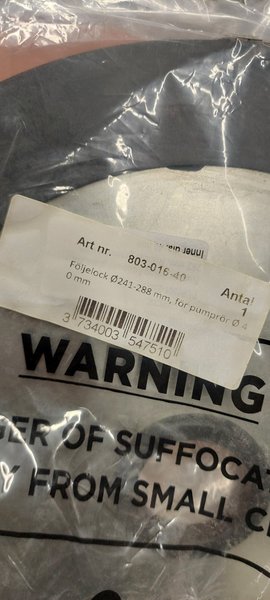 Art nr. 803-016-40
Antal
1
Följelock Ø241-288 mm, för pumprör Ø 4
0 mm
3 734003 547510
WARNING
ER OF SUFFOCA
Y FROM SMALL C